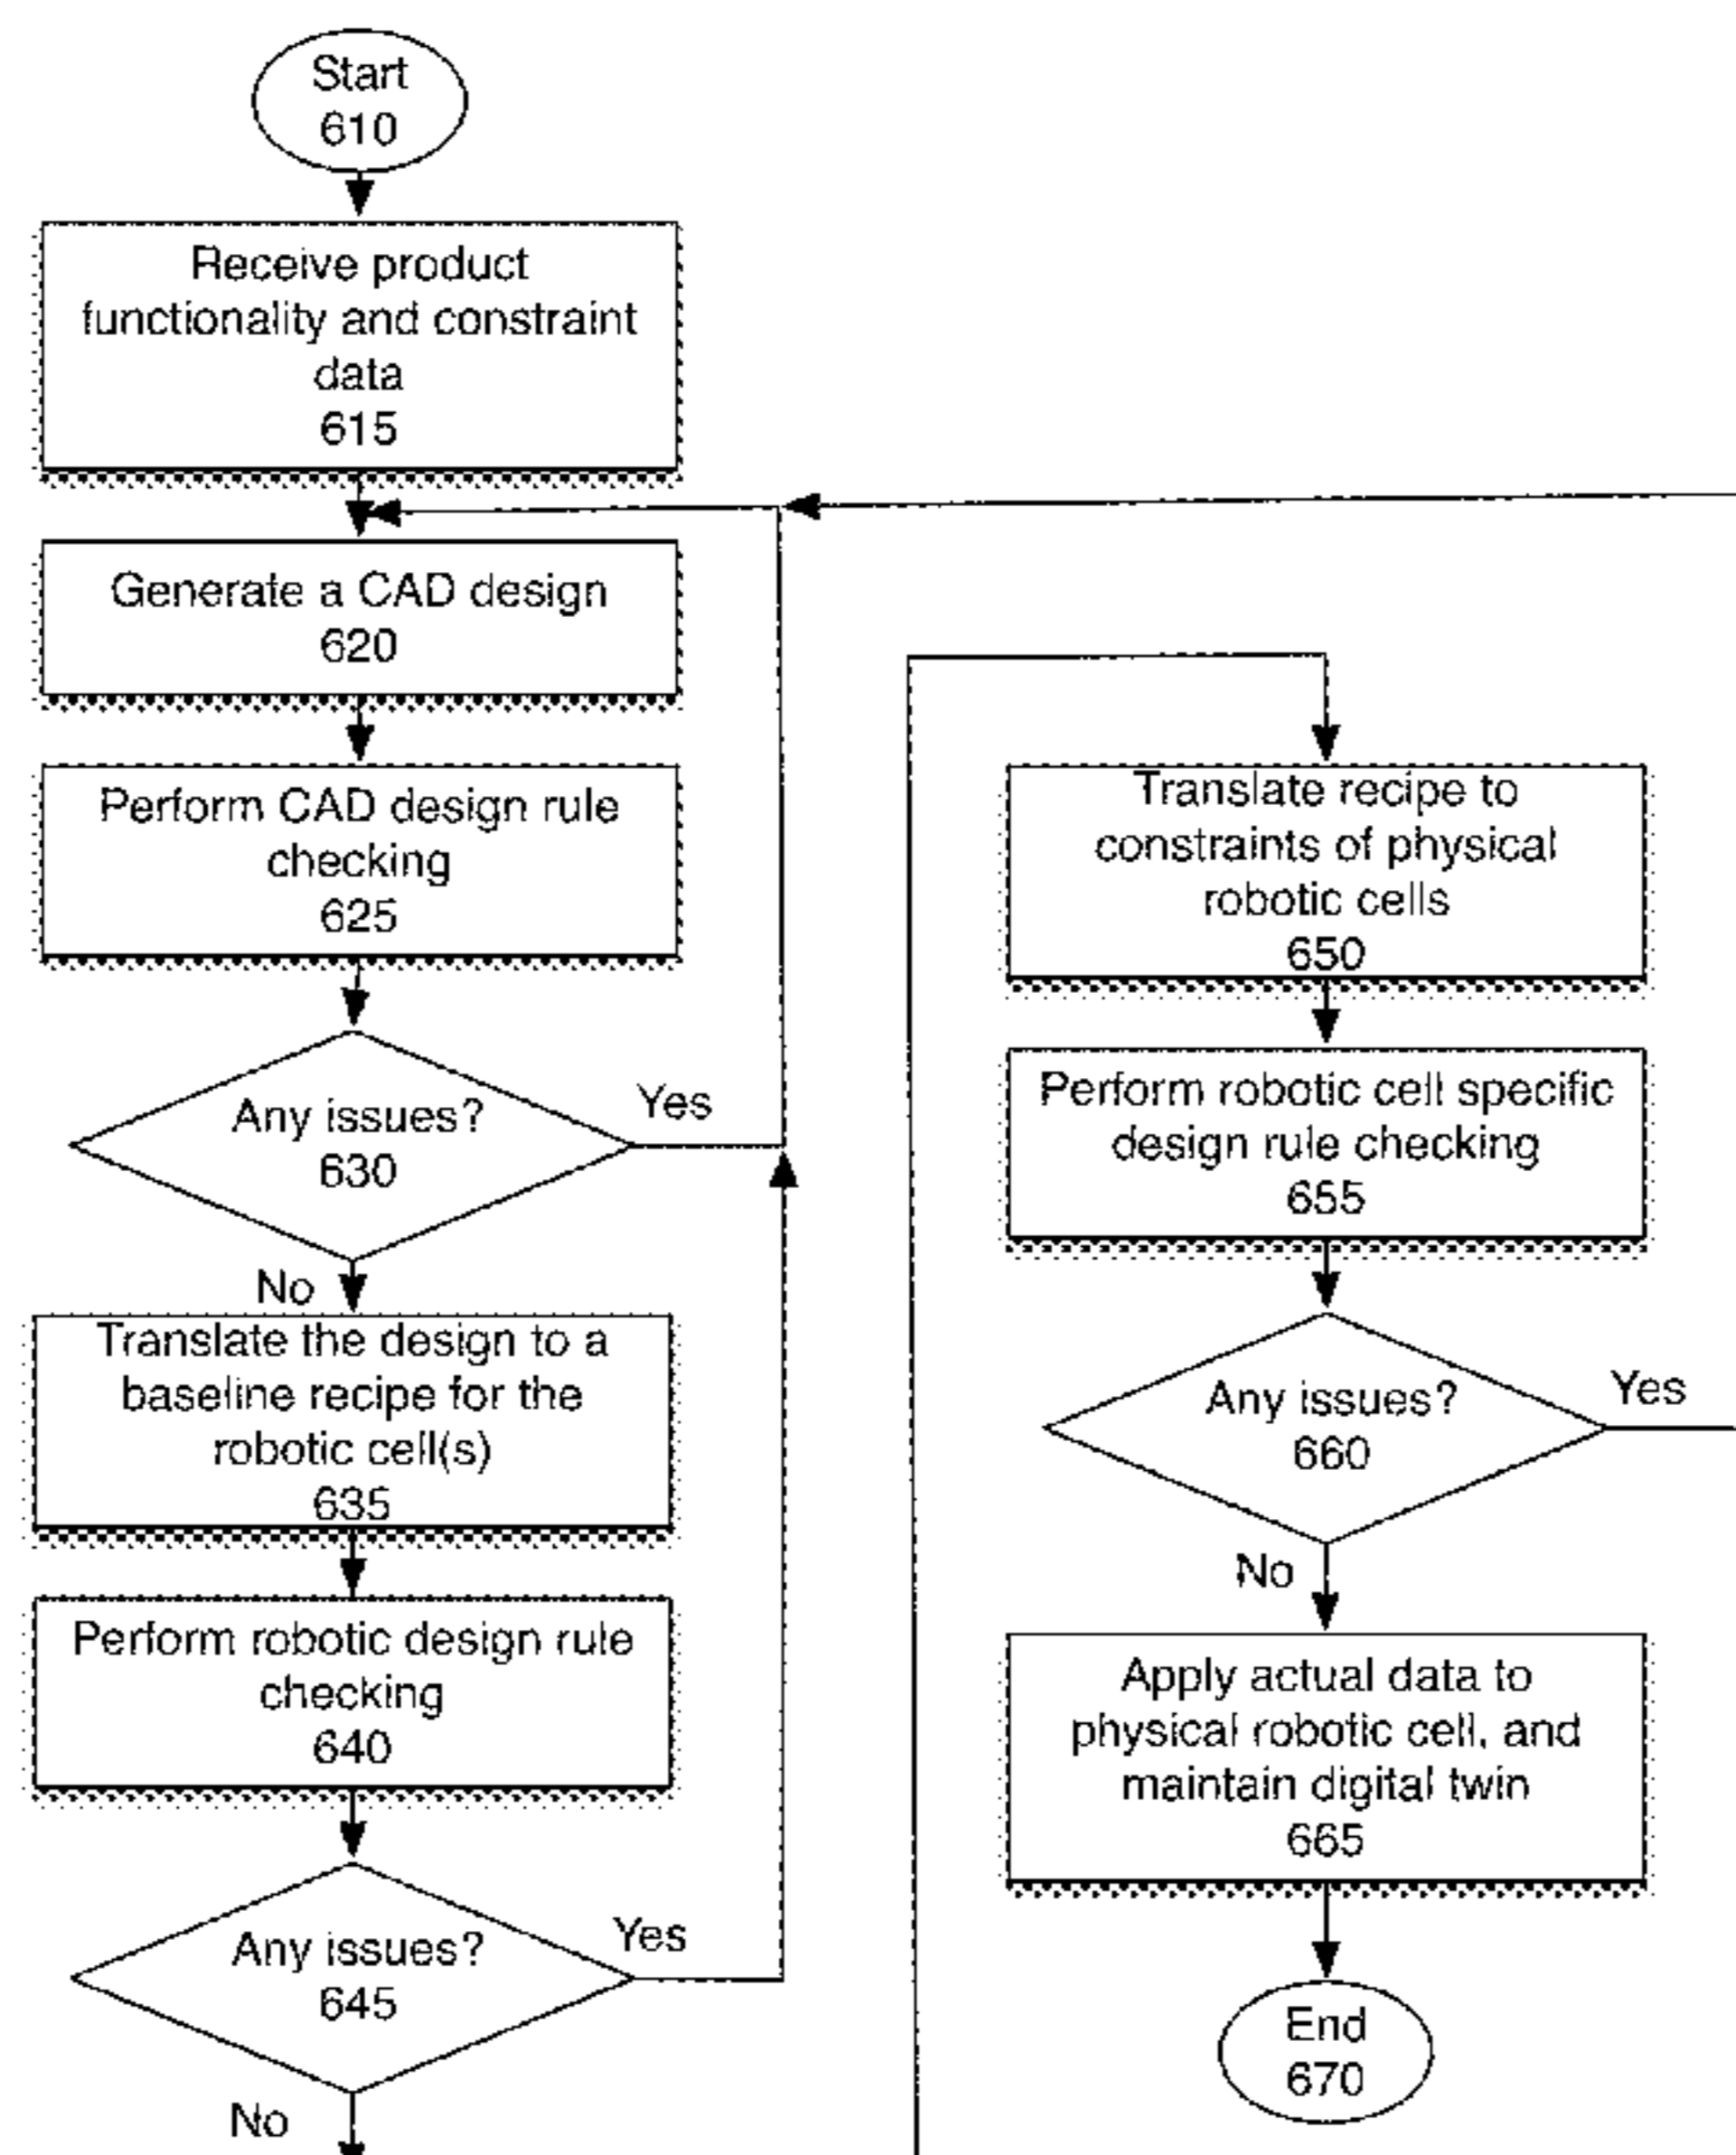 Start
610
Receive product
functionality and constraint
data
615
Generate a CAD design
620
Perform CAD design rule
checking
625
Any issues?
630
Yes
No
Translate the design to a
baseline recipe for the
robotic cell(s)
635
Perform robotic design rule
checking
640
Any issues?
645
Yes
No
Translate recipe to
constraints of physical
robotic cells
650
Perform robotic cell specific
design rule checking
655
Any issues?
660
Yes
No
Apply actual data to
physical robotic cell, and
maintain digital twin
665
End
670